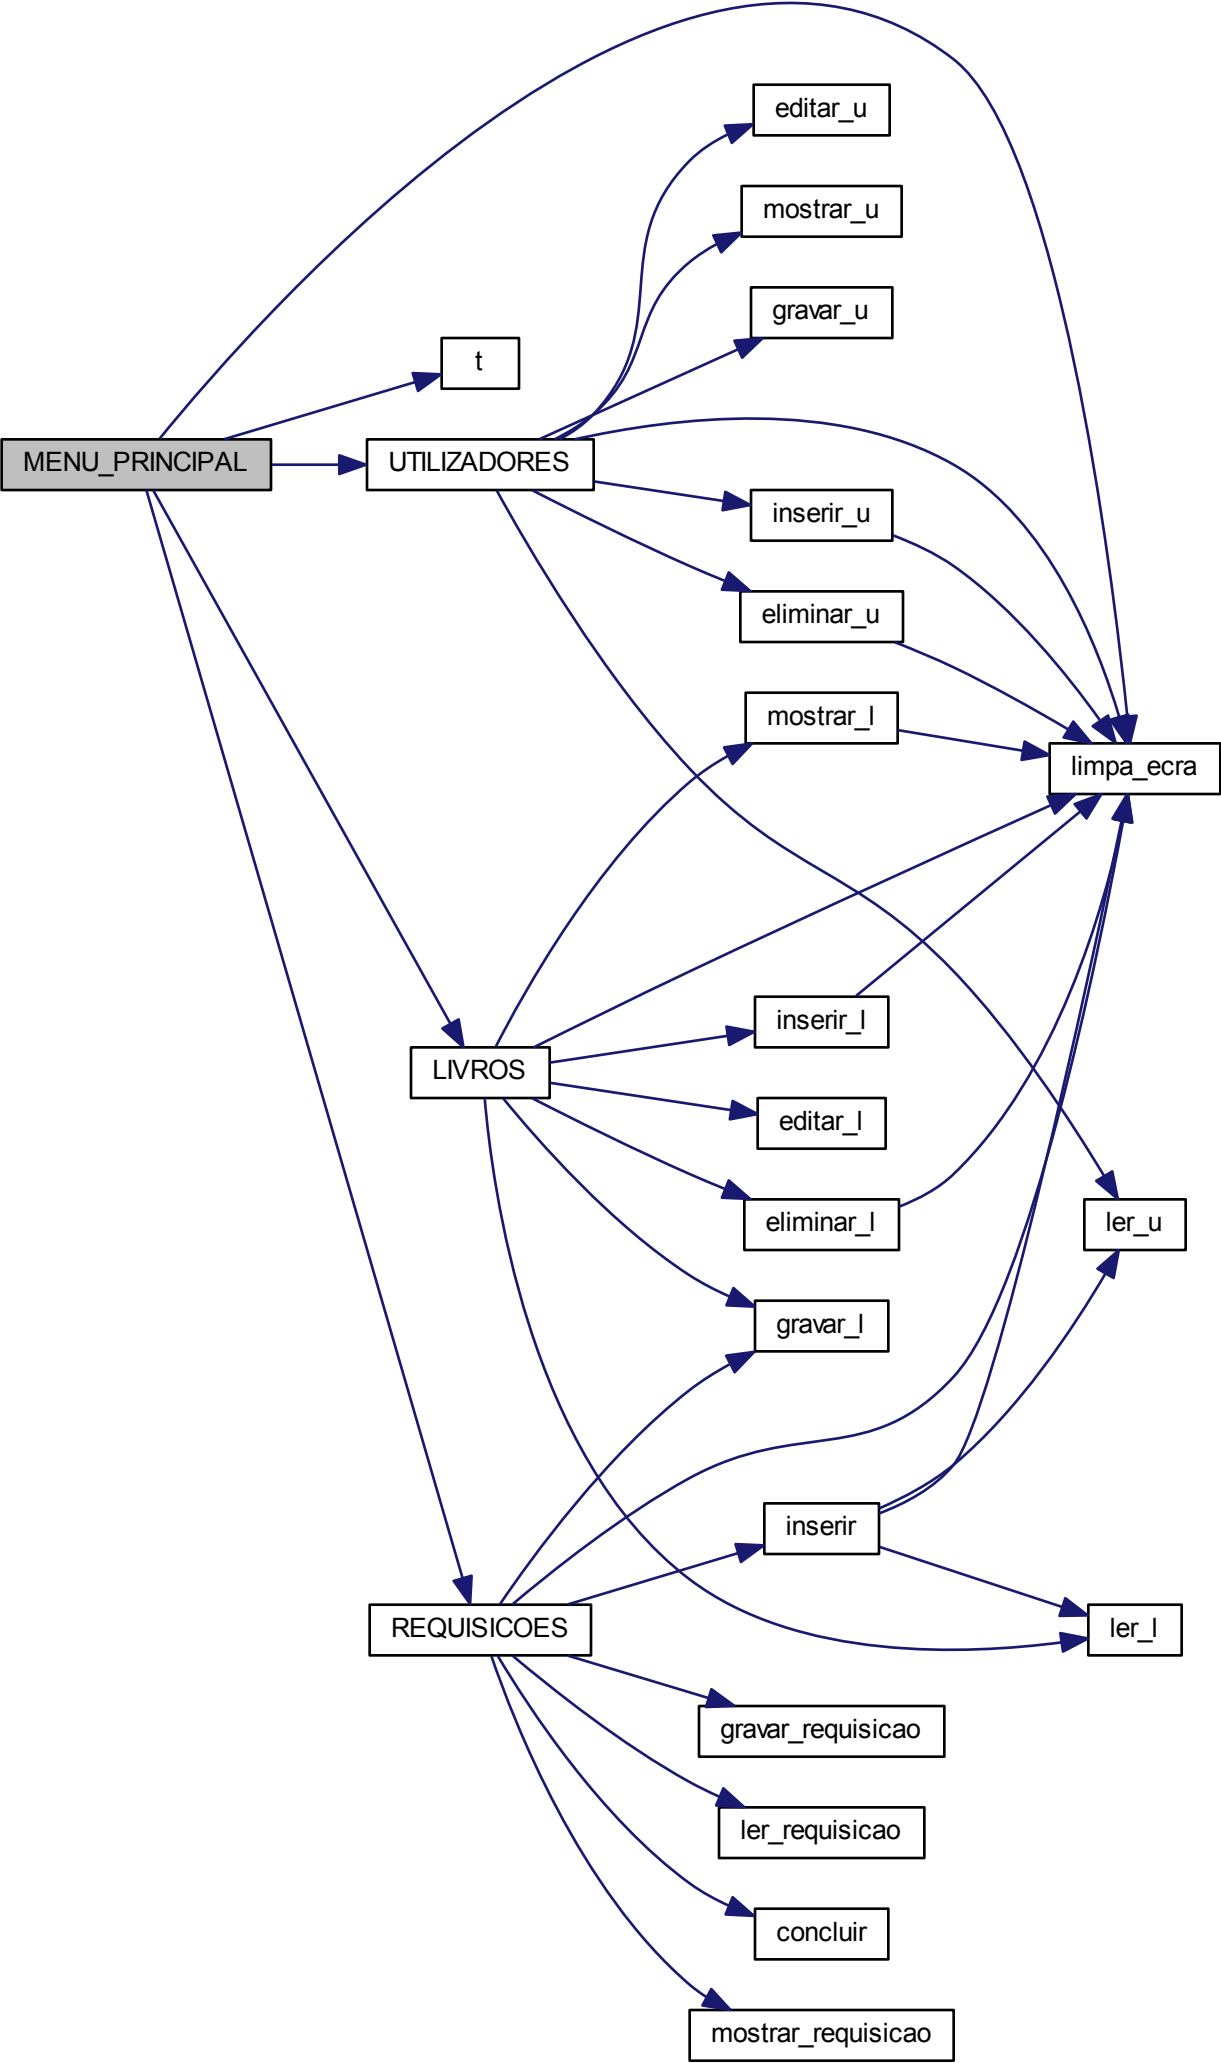 editar_u
mostrar_u
gravar_u
t
MENU_PRINCIPAL
UTILIZADORES
inserir_u
eliminar_u
mostrar_l
limpa_ecra
inserir_l
LIVROS
editar_l
eliminar_l
ler_u
gravar_l
inserir
REQUISICOES
ler_l
gravar_requisicao
ler_requisicao
concluir
mostrar_requisicao